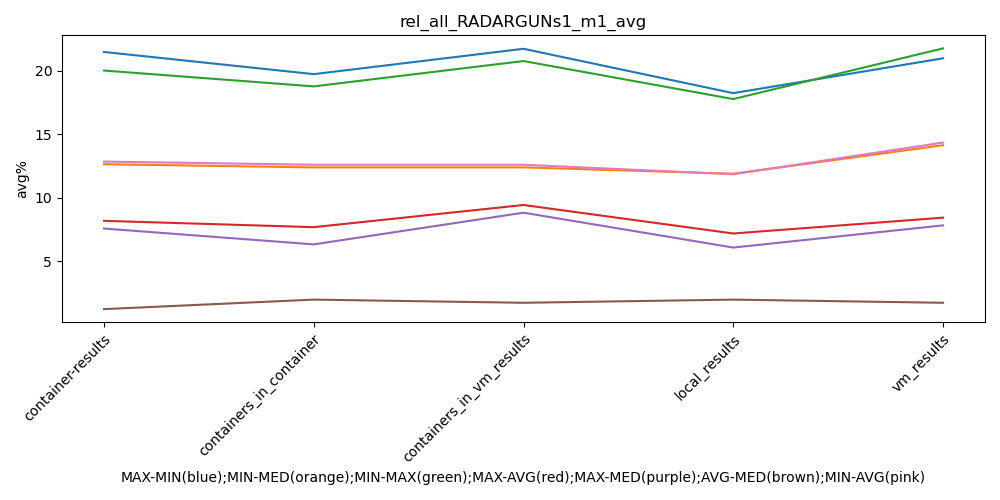 rel_all_RADARGUNs1_m1_avg
avg%
20
15
10
5
container-results
containers_in_container
containers_in_vm_results
local_results
vm_results
MAX-MIN(blue);MIN-MED(orange);MIN-MAX(green);MAX-AVG(red);MAX-MED(purple);AVG-MED(brown);MIN-AVG(pink)